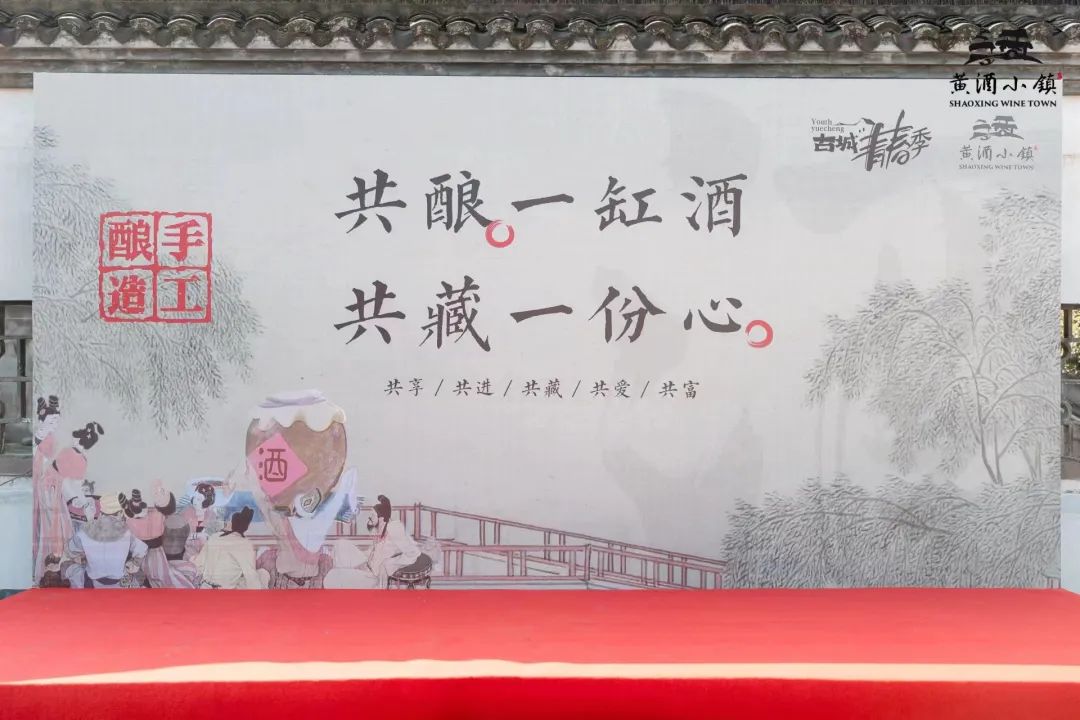 黄酒小镇
SHAOXING WINE TOWN
Youth
yuecheng
古城青春季
黄酒小镇
SHAOXING WINE TOWN
共酿一缸酒
共藏一份心
手工
酿造
共享/共进/共藏/共爱/共富
酒